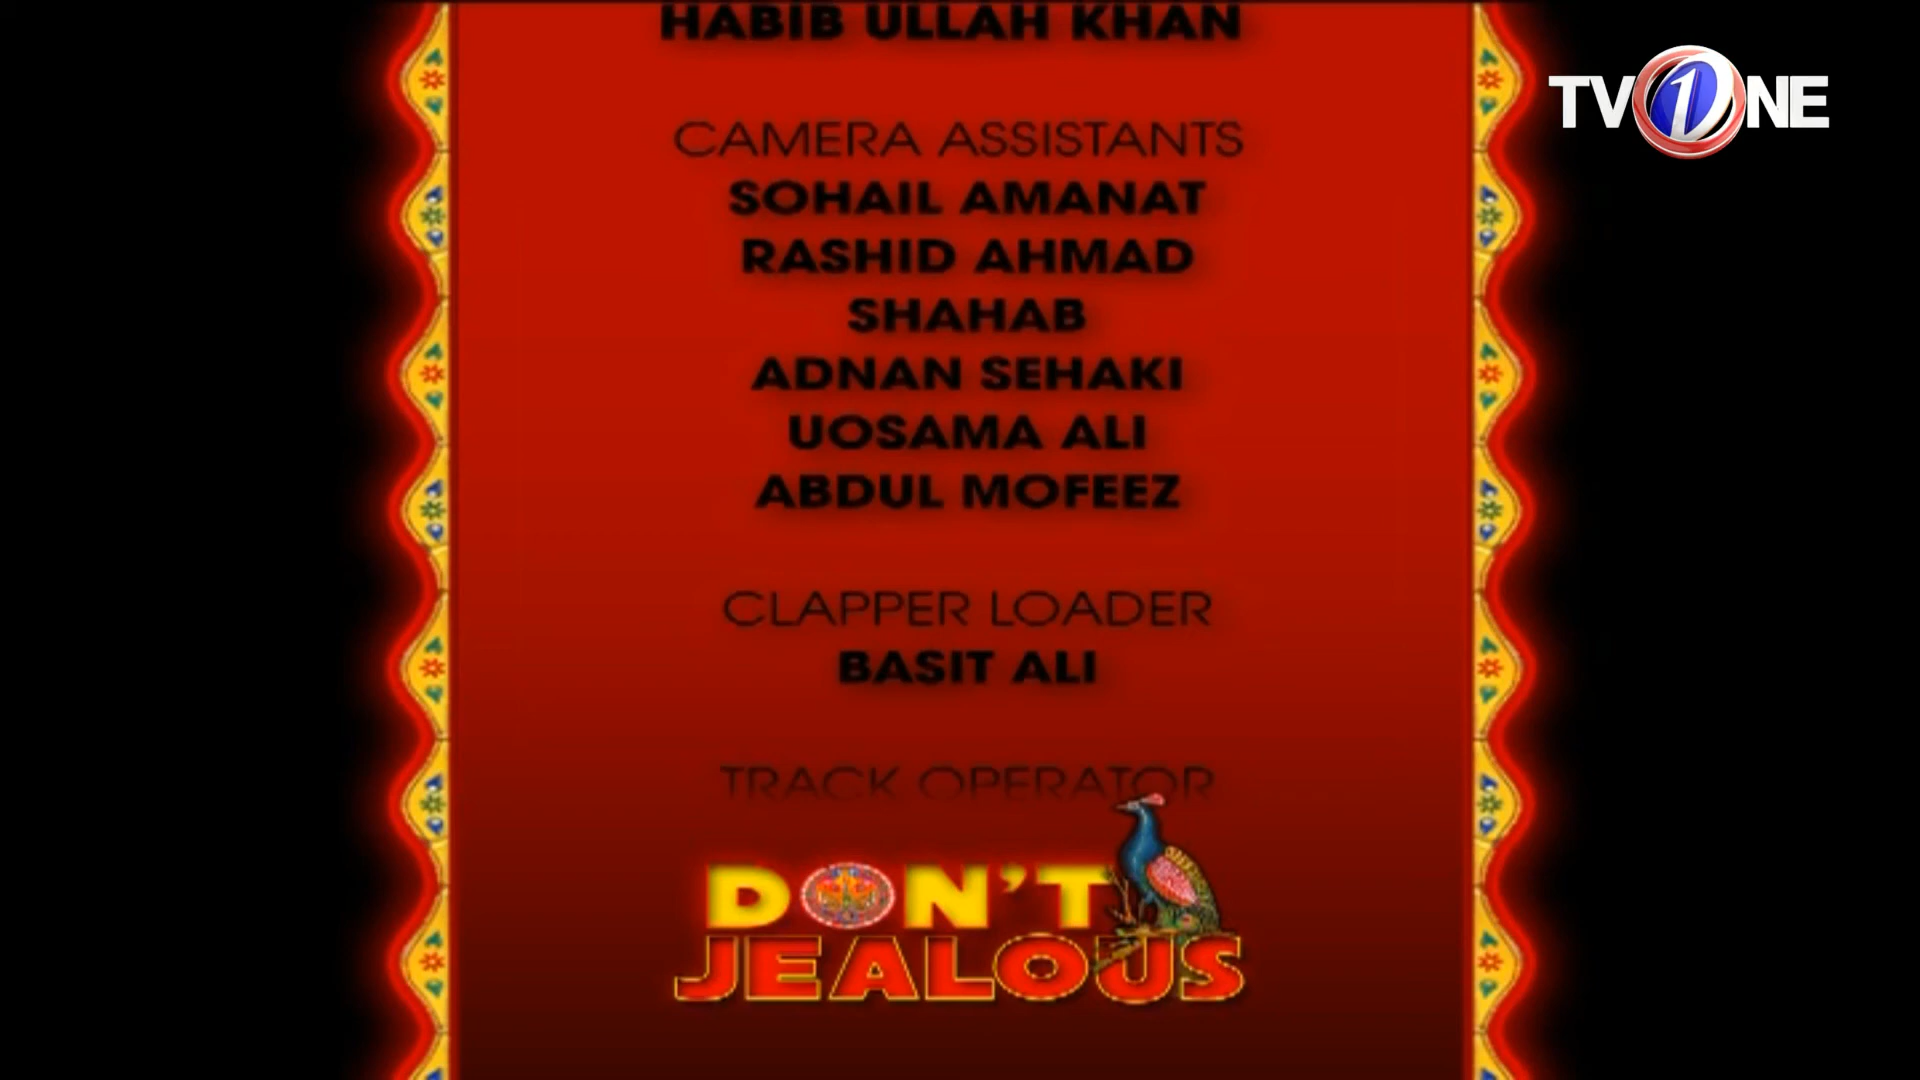 HABIB ULLAH KHAN
TV ONE
CAMERA ASSISTANTS
SOHAIL AMANAT
RASHID AHMAD
SHAHAB
ADNAN SEHAKI
UOSAMA ALI
ABDUL MOFEEZ
CLAPPER LOADER
BASIT ALI
TRACK OPERATOR
DON'T
JEALOUS